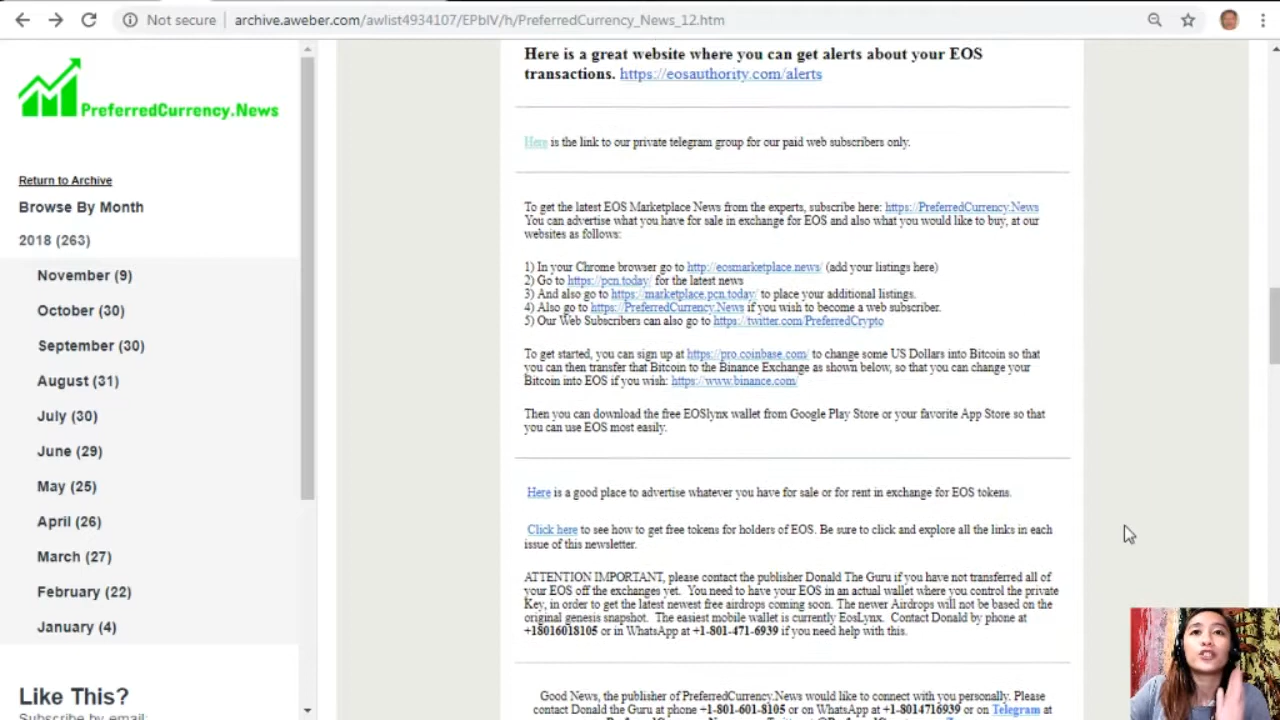 Not secure
archive.aweber.com/awlist4934107/EPbIV/h/PreferredCurrency_News_12.htm
PreferredCurrency.News
Return to Archive
Browse By Month
2018 (263)
November (9)
October (30)
September (30)
August (31)
July (30)
June (29)
May (25)
April (26)
March (27)
February (22)
January (4)
Like This?
Subscribe by email:
Here is a great website where you can get alerts about your EOS
transactions. https://eosauthority.com/alerts
Here is the link to our private telegram group for our paid web subscribers only.
To get the latest EOS Marketplace News from the experts, subscribe here: https://PreferredCurrency.News
You can advertise what you have for sale in exchange for EOS and also what you would like to buy, at our
websites as follows:
1) In your Chrome browser go to http://eosmarketplace.news/ (add your listings here)
2) Go to https://pcn.today/ for the latest news
3) And also go to https://marketplace.pcn.today/ to place your additional listings.
4) Also go to https://PreferredCurrency.News if you wish to become a web subscriber.
5) Our Web Subscribers can also go to https://twitter.com/PreferredCrypto
To get started, you can sign up at https://pro.coinbase.com/ to change some US Dollars into Bitcoin so that
you can then transfer that Bitcoin to the Binance Exchange as shown below, so that you can change your
Bitcoin into EOS if you wish: https://www.binance.com/
Then you can download the free EOSlynx wallet from Google Play Store or your favorite App Store so that
you can use EOS most easily.
Here is a good place to advertise whatever you have for sale or for rent in exchange for EOS tokens.
Click here to see how to get free tokens for holders of EOS. Be sure to click and explore all the links in each
issue of this newsletter.
ATTENTION IMPORTANT, please contact the publisher Donald The Guru if you have not transferred all of
your EOS off the exchanges yet. You need to have your EOS in an actual wallet where you control the private
Key, in order to get the latest newest free airdrops coming soon. The newer Airdrops will not be based on the
original genesis snapshot. The easiest mobile wallet is currently EosLynx. Contact Donald by phone at
+18016018105 or in WhatsApp at +1-801-471-6939 if you need help with this.
Good News, the publisher of PreferredCurrency.News would like to connect with you personally. Please
contact Donald the Guru at phone +1-801-601-8105 or on WhatsApp at +1-8014716939 or on Telegram at